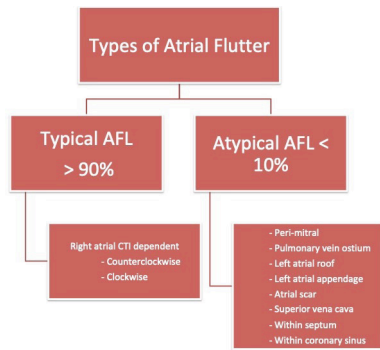 Types of Atrial Flutter
Typical AFL
> 90%
Atypical AFL <
10%
Right atrial CTI dependent
- Counterclockwise
- Clockwise
- Peri-mitral
- Pulmonary vein ostium
- Left atrial roof
- Left atrial appendage
- Atrial scar
- Superior vena cava
- Within septum
- Within coronary sinus